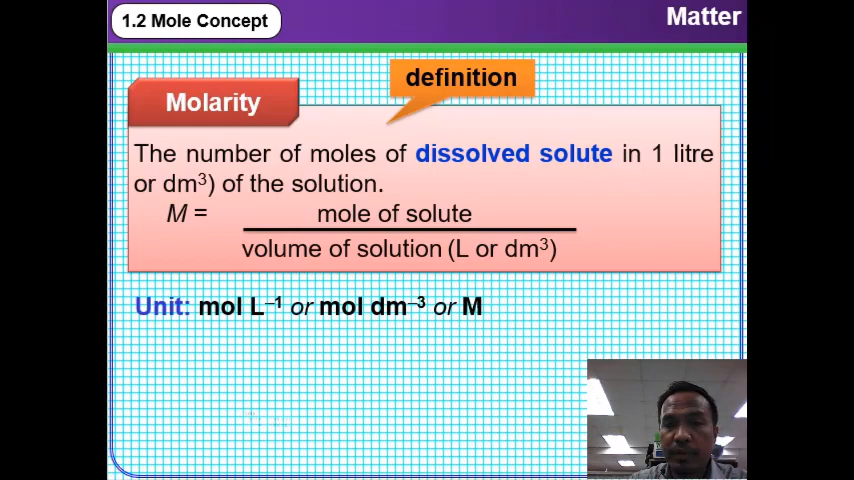 1.2 Mole Concept
Matter
definition
Molarity
The number of moles of dissolved solute in 1 litre
or dm³) of the solution.
M = mole of solute
volume of solution (L or dm³)
Unit: mol L⁻¹ or mol dm⁻³ or M